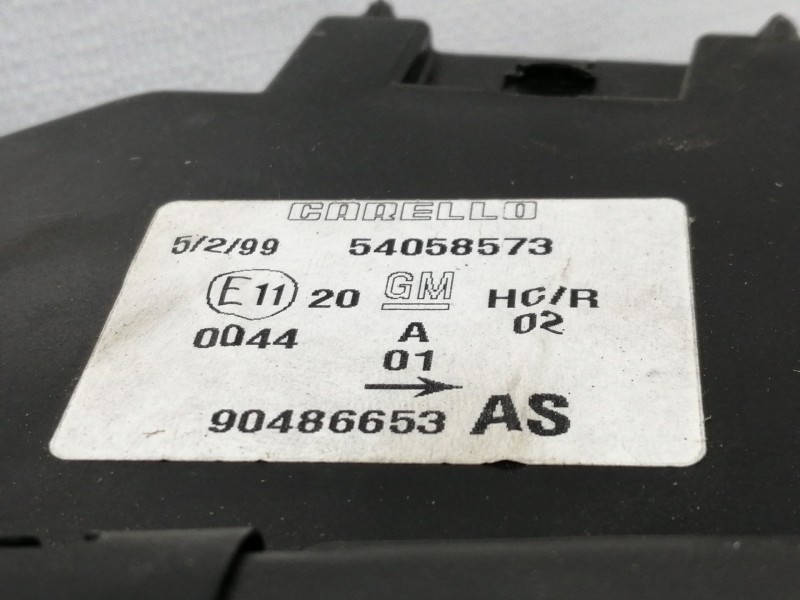 CARELLO
5/2/99 54058573
E11 20 GM HC/R
0044 A 02
01
90486653 AS